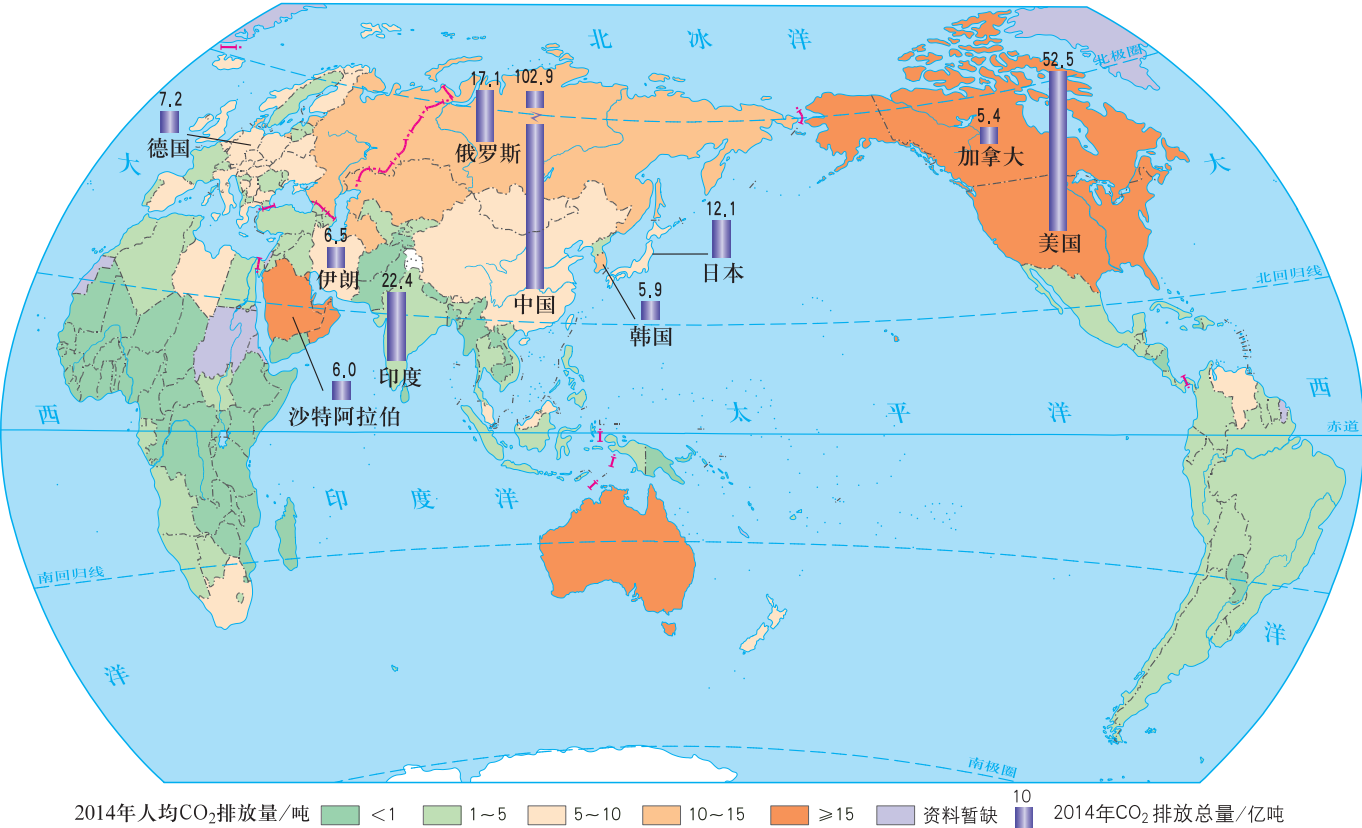 北冰洋
北极圈
52.5
美国
5.4
加拿大
17.1
俄罗斯
102.9
中国
7.2
德国
大
大
12.1
日本
6.5
伊朗
22.4
印度
5.9
韩国
6.0
沙特阿拉伯
北回归线
西
西
太平洋
赤道
印度洋
南回归线
洋
洋
南极圈
2014年人均CO₂排放量/吨
<1
1~5
5~10
10~15
≥15
资料暂缺
10
2014年CO₂排放总量/亿吨